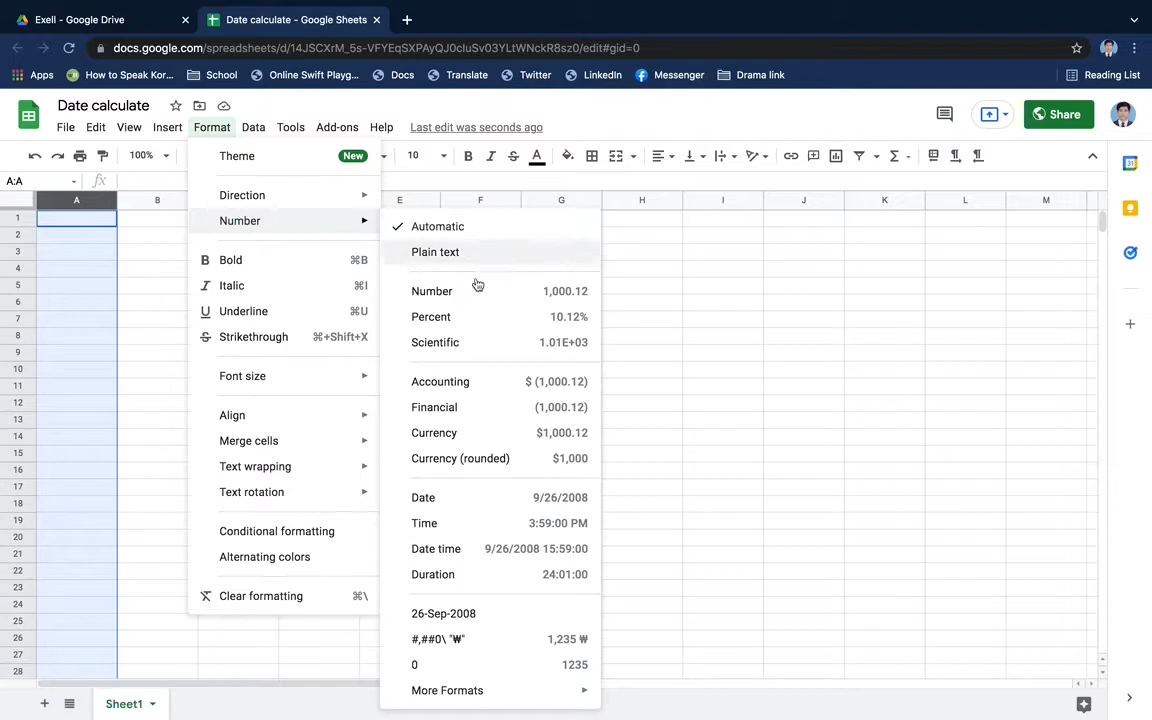 Exell - Google Drive
Date calculate - Google Sheets
docs.google.com/spreadsheets/d/14JSCXrM_5s-VFYEqSXPAyQJ0cluSv03YLtWNckR8sz0/edit#gid=0
Apps
How to Speak Kor...
School
Online Swift Playg...
Docs
Translate
Twitter
LinkedIn
Messenger
Drama link
Reading List
Date calculate
File Edit View Insert Format Data Tools Add-ons Help Last edit was seconds ago
Share
100%
10
A:A
fx
A B E F G H I J K L M
1
2
3
4
5
6
7
8
9
10
11
12
13
14
15
16
17
18
19
20
21
22
23
24
25
26
27
28
Theme New
Direction
Number
B Bold ⌘B
I Italic ⌘I
U Underline ⌘U
S Strikethrough ⌘+Shift+X
Font size
Align
Merge cells
Text wrapping
Text rotation
Conditional formatting
Alternating colors
Clear formatting ⌘\
Automatic
Plain text
Number 1,000.12
Percent 10.12%
Scientific 1.01E+03
Accounting $ (1,000.12)
Financial (1,000.12)
Currency $1,000.12
Currency (rounded) $1,000
Date 9/26/2008
Time 3:59:00 PM
Date time 9/26/2008 15:59:00
Duration 24:01:00
26-Sep-2008
#,##0\ "₩" 1,235 ₩
0 1235
More Formats
Sheet1